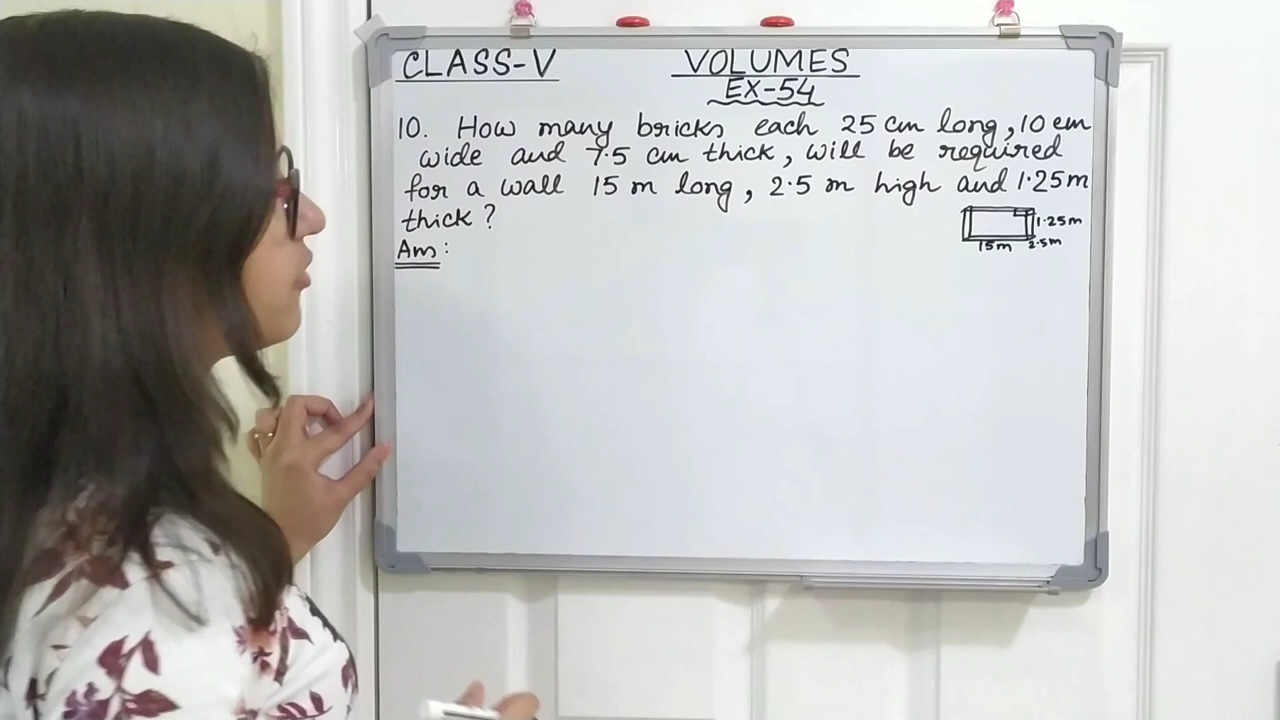 CLASS-V VOLUMES
EX-54
10. How many bricks each 25 cm long, 10 cm
wide and 7.5 cm thick, will be required
for a wall 15 m long, 2.5 m high and 1.25m
thick?
1.25m
15m 2.5m
Ans: